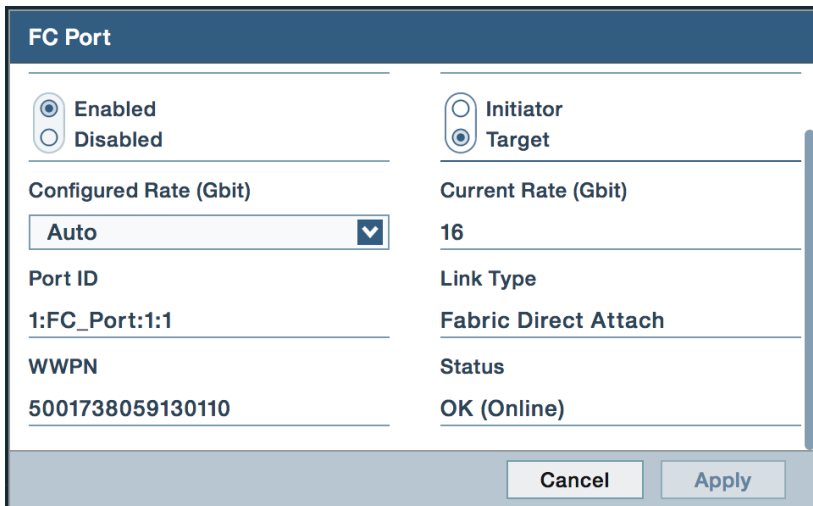 FC Port
Enabled
Disabled
Initiator
Target
Configured Rate (Gbit)
Auto
Current Rate (Gbit)
16
Port ID
1:FC_Port:1:1
Link Type
Fabric Direct Attach
WWPN
5001738059130110
Status
OK (Online)
Cancel
Apply